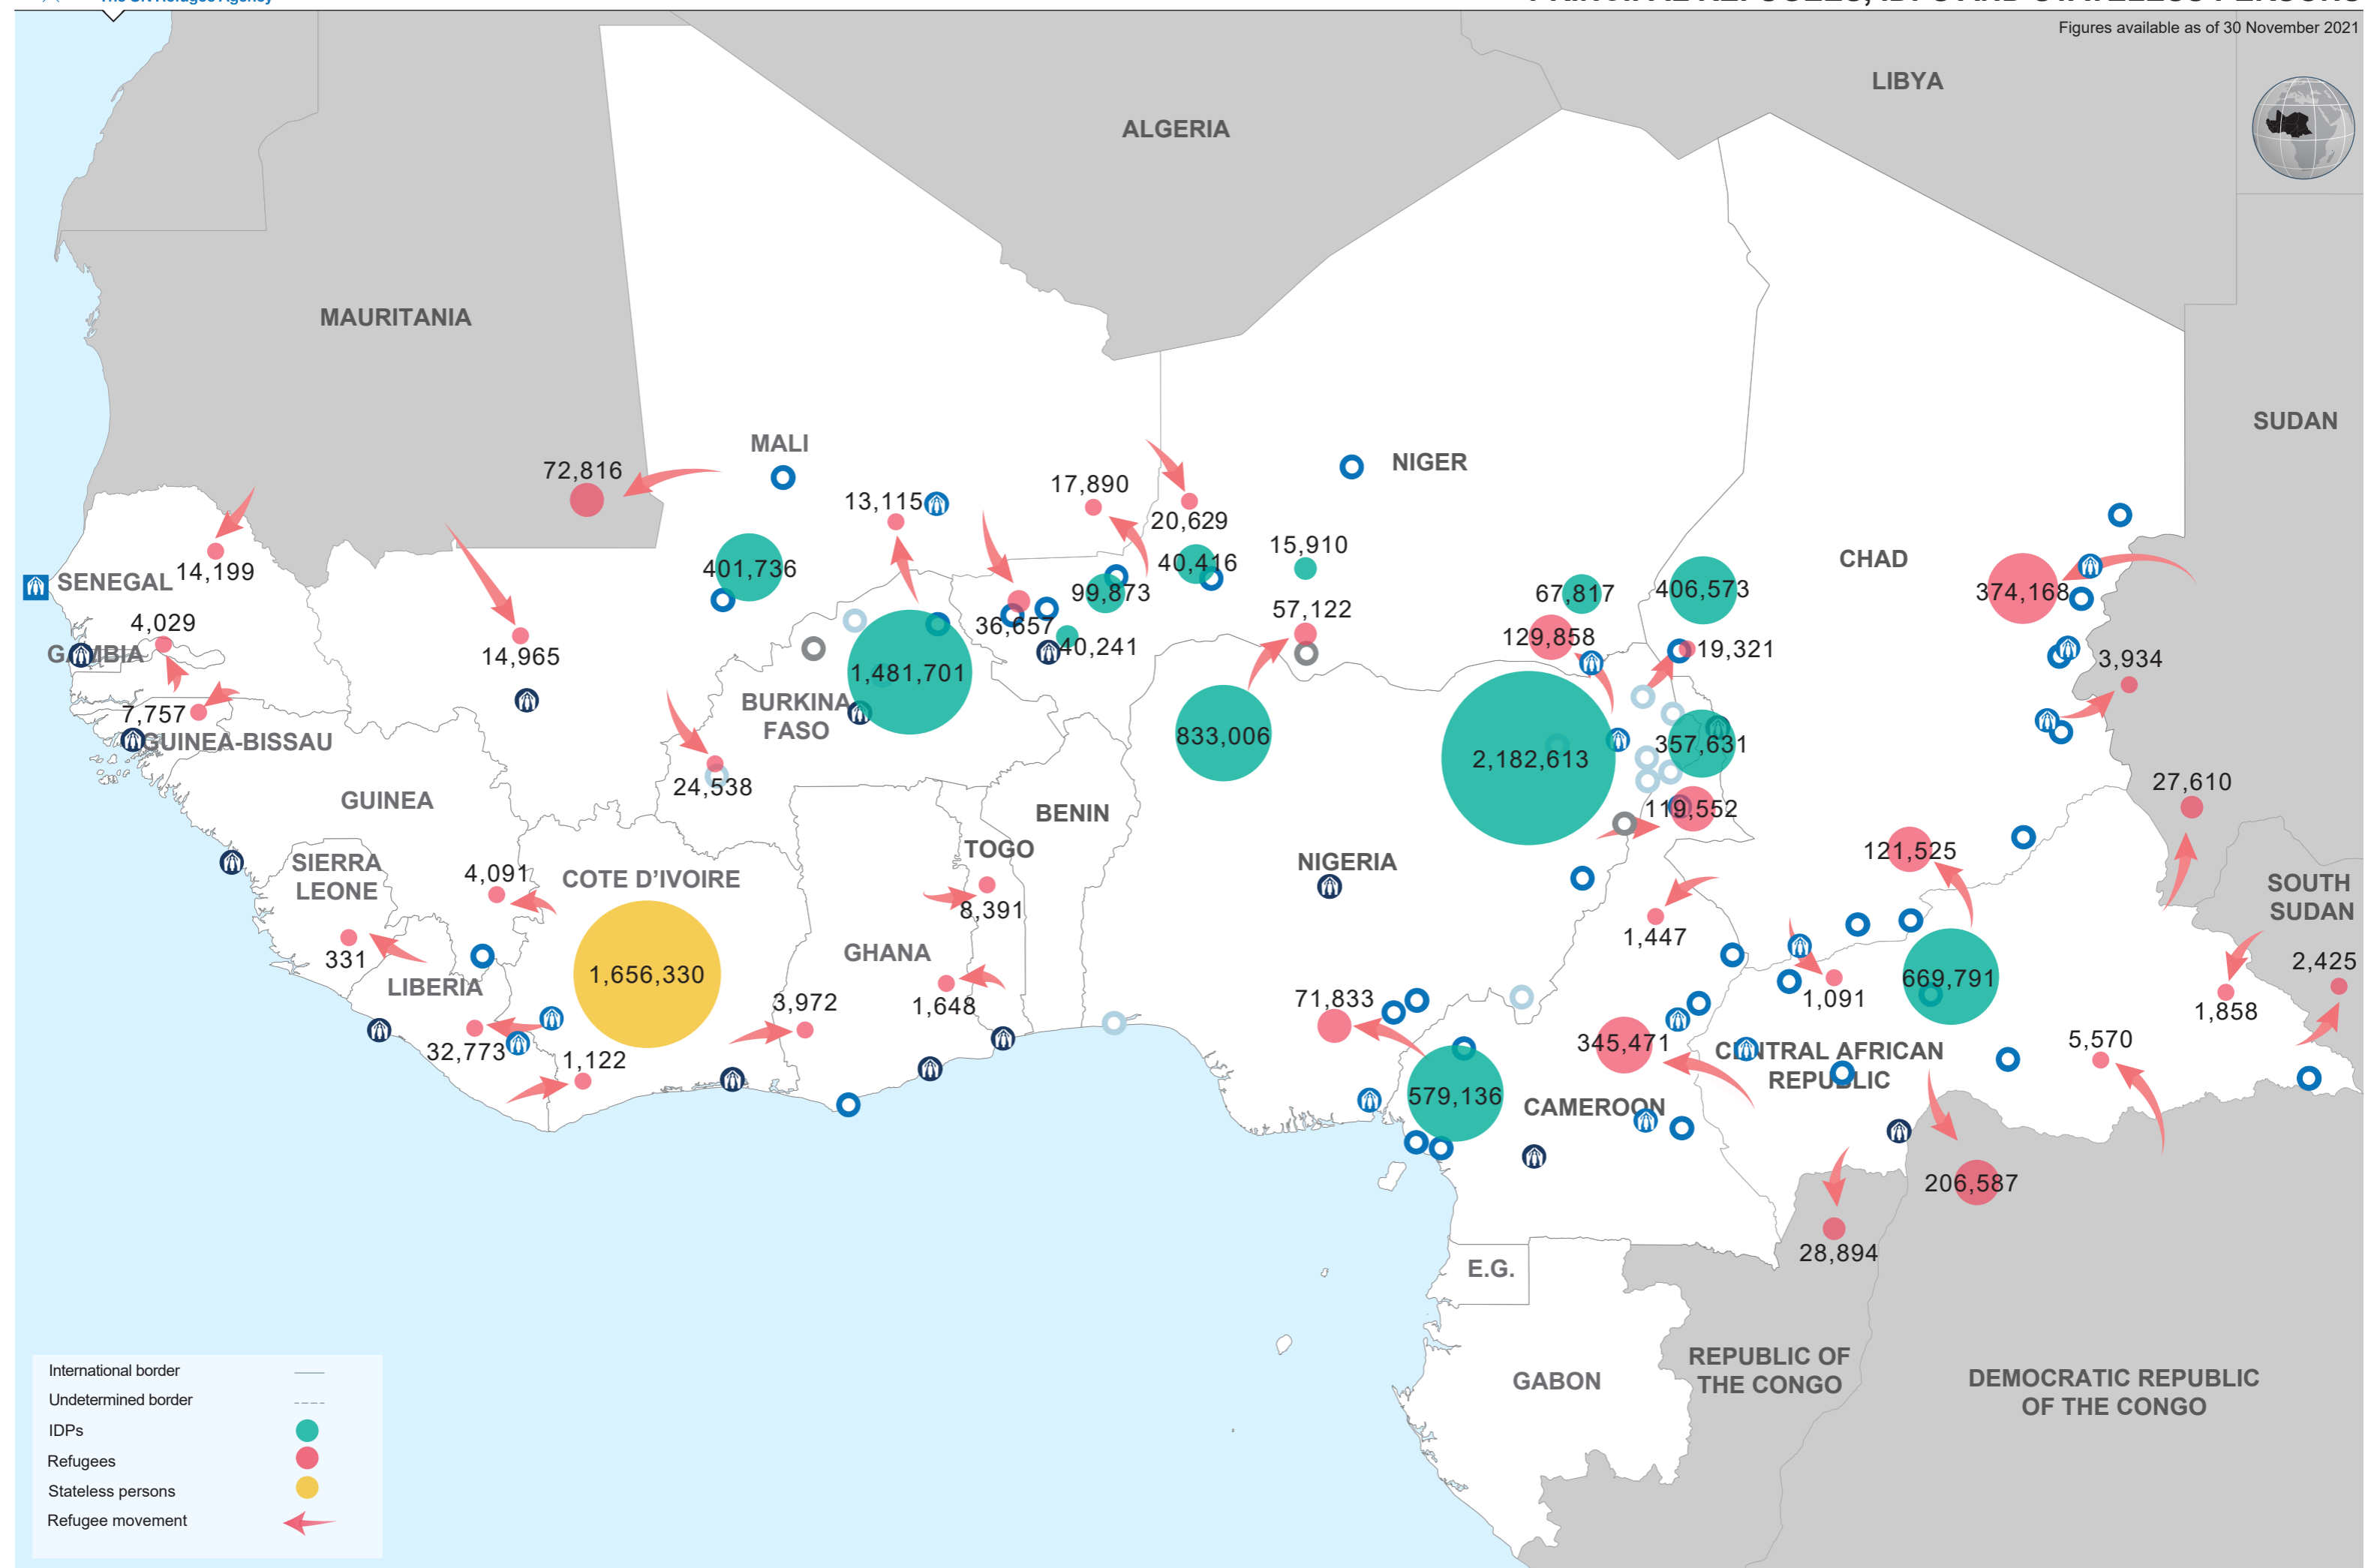 Figures available as of 30 November 2021
LIBYA
ALGERIA
MAURITANIA
SUDAN
MALI
NIGER
72,816
17,890
13,115
20,629
15,910
CHAD
14,199
SENEGAL
401,736
40,416
99,873
67,817
406,573
374,168
4,029
GAMBIA
14,965
36,657
40,241
57,122
129,858
19,321
3,934
7,757
GUINEA-BISSAU
BURKINA
FASO
1,481,701
833,006
2,182,613
357,631
24,538
GUINEA
BENIN
119,552
27,610
SIERRA
LEONE
4,091
COTE D'IVOIRE
TOGO
8,391
NIGERIA
121,525
SOUTH
SUDAN
331
LIBERIA
1,656,330
GHANA
1,447
669,791
2,425
3,972
1,648
71,833
1,091
1,858
32,773
1,122
345,471
CENTRAL AFRICAN
REPUBLIC
5,570
579,136
CAMEROON
206,587
28,894
E.G.
GABON
REPUBLIC OF
THE CONGO
DEMOCRATIC REPUBLIC
OF THE CONGO
International border
Undetermined border
IDPs
Refugees
Stateless persons
Refugee movement